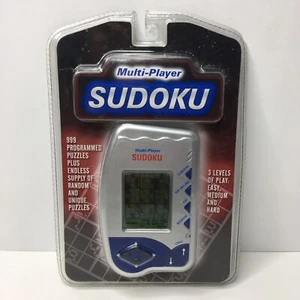 Multi-Player
SUDOKU
999
PROGRAMMED
PUZZLES
PLUS
ENDLESS
SUPPLY OF
RANDOM
AND
UNIQUE
PUZZLES
Multi-Player
SUDOKU
3 LEVELS
OF PLAY:
EASY,
MEDIUM
AND
HARD